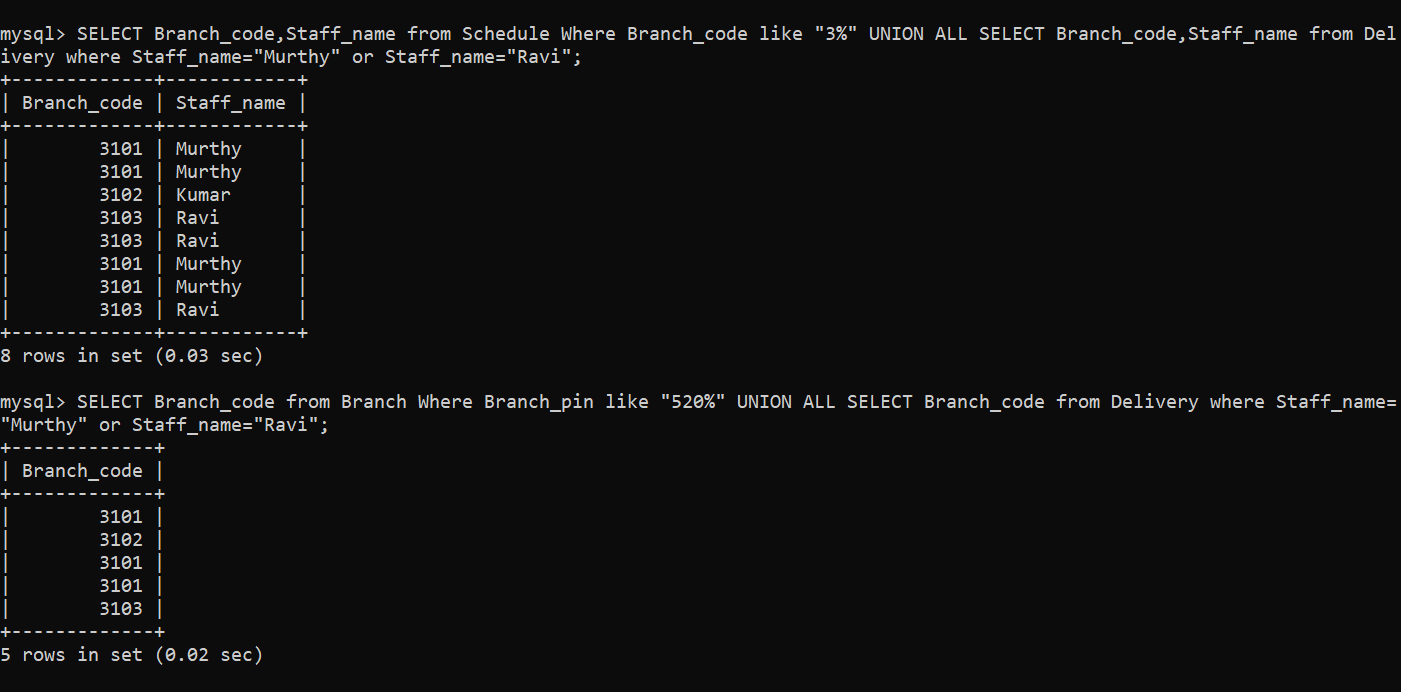 mysql> SELECT Branch_code,Staff_name from Schedule Where Branch_code like "3%" UNION ALL SELECT Branch_code,Staff_name from Del
ivery where Staff_name="Murthy" or Staff_name="Ravi";
+-------------+------------+
| Branch_code | Staff_name |
+-------------+------------+
|        3101 | Murthy     |
|        3101 | Murthy     |
|        3102 | Kumar      |
|        3103 | Ravi       |
|        3103 | Ravi       |
|        3101 | Murthy     |
|        3101 | Murthy     |
|        3103 | Ravi       |
+-------------+------------+
8 rows in set (0.03 sec)

mysql> SELECT Branch_code from Branch Where Branch_pin like "520%" UNION ALL SELECT Branch_code from Delivery where Staff_name=
"Murthy" or Staff_name="Ravi";
+-------------+
| Branch_code |
+-------------+
|        3101 |
|        3102 |
|        3101 |
|        3101 |
|        3103 |
+-------------+
5 rows in set (0.02 sec)